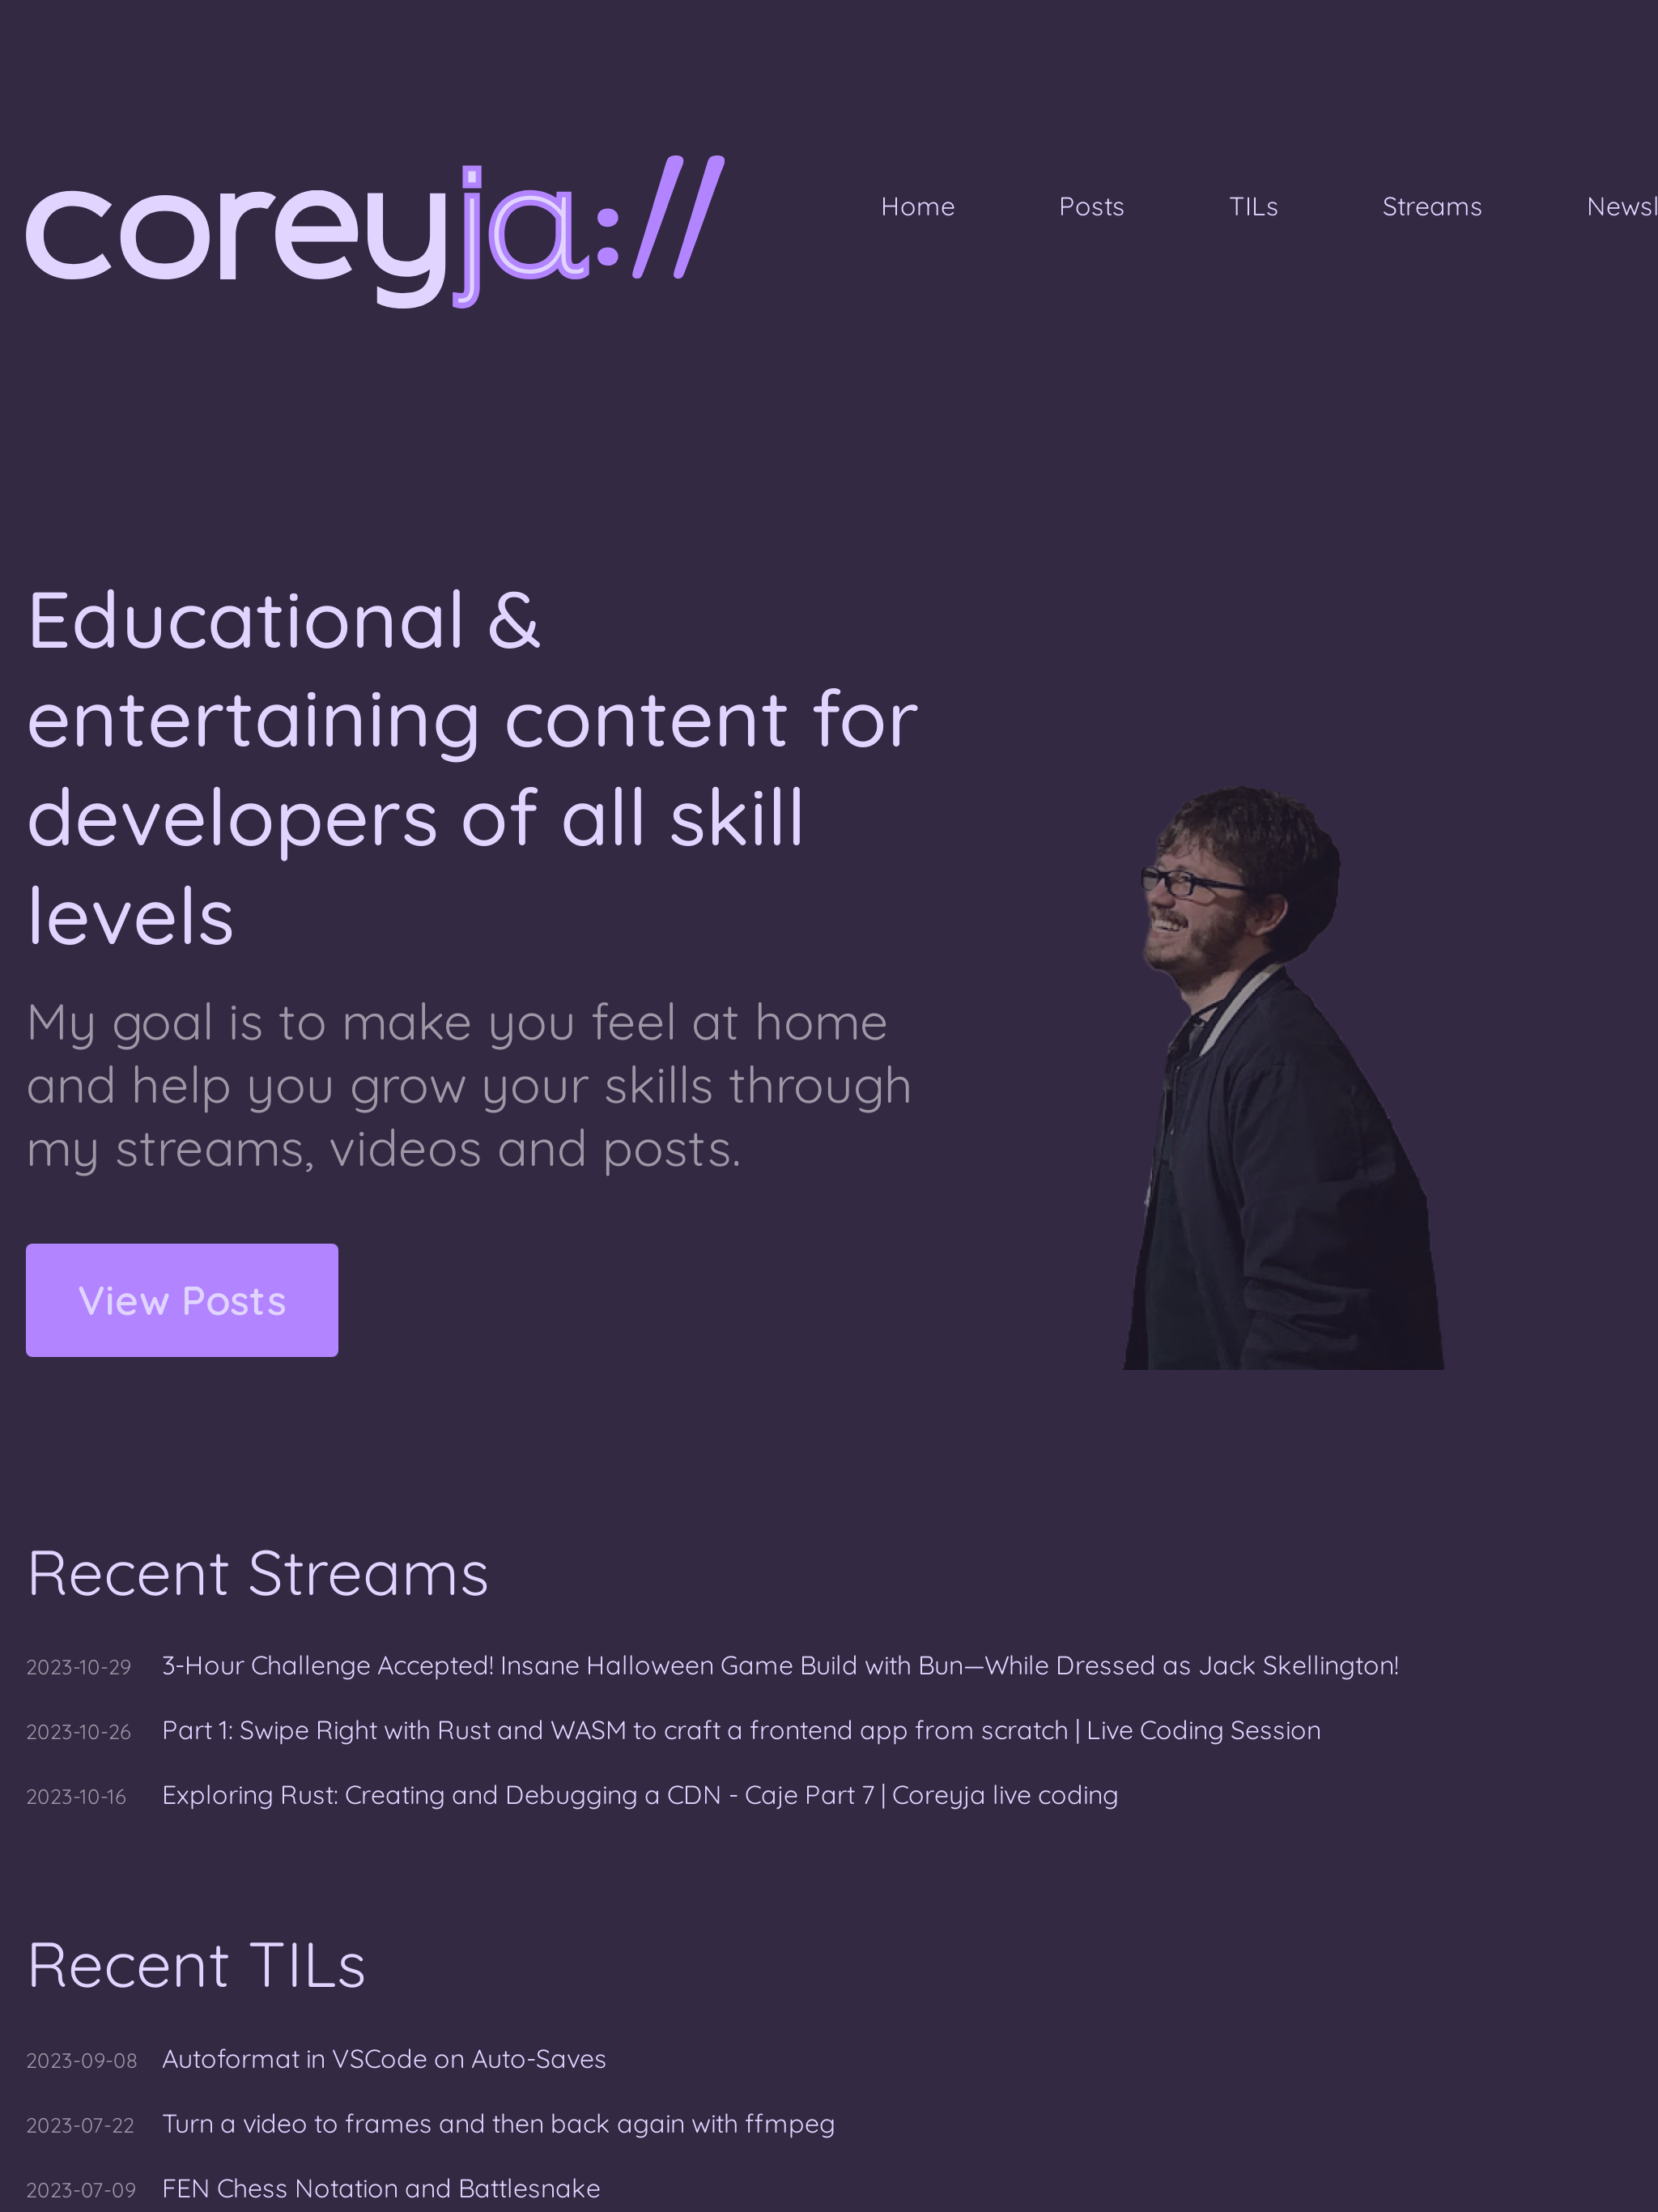 coreyja://
Home Posts TILs Streams Newsl
Educational &
entertaining content for
developers of all skill
levels
My goal is to make you feel at home
and help you grow your skills through
my streams, videos and posts.
View Posts
Recent Streams
2023-10-29 3-Hour Challenge Accepted! Insane Halloween Game Build with Bun—While Dressed as Jack Skellington!
2023-10-26 Part 1: Swipe Right with Rust and WASM to craft a frontend app from scratch | Live Coding Session
2023-10-16 Exploring Rust: Creating and Debugging a CDN - Caje Part 7 | Coreyja live coding
Recent TILs
2023-09-08 Autoformat in VSCode on Auto-Saves
2023-07-22 Turn a video to frames and then back again with ffmpeg
2023-07-09 FEN Chess Notation and Battlesnake